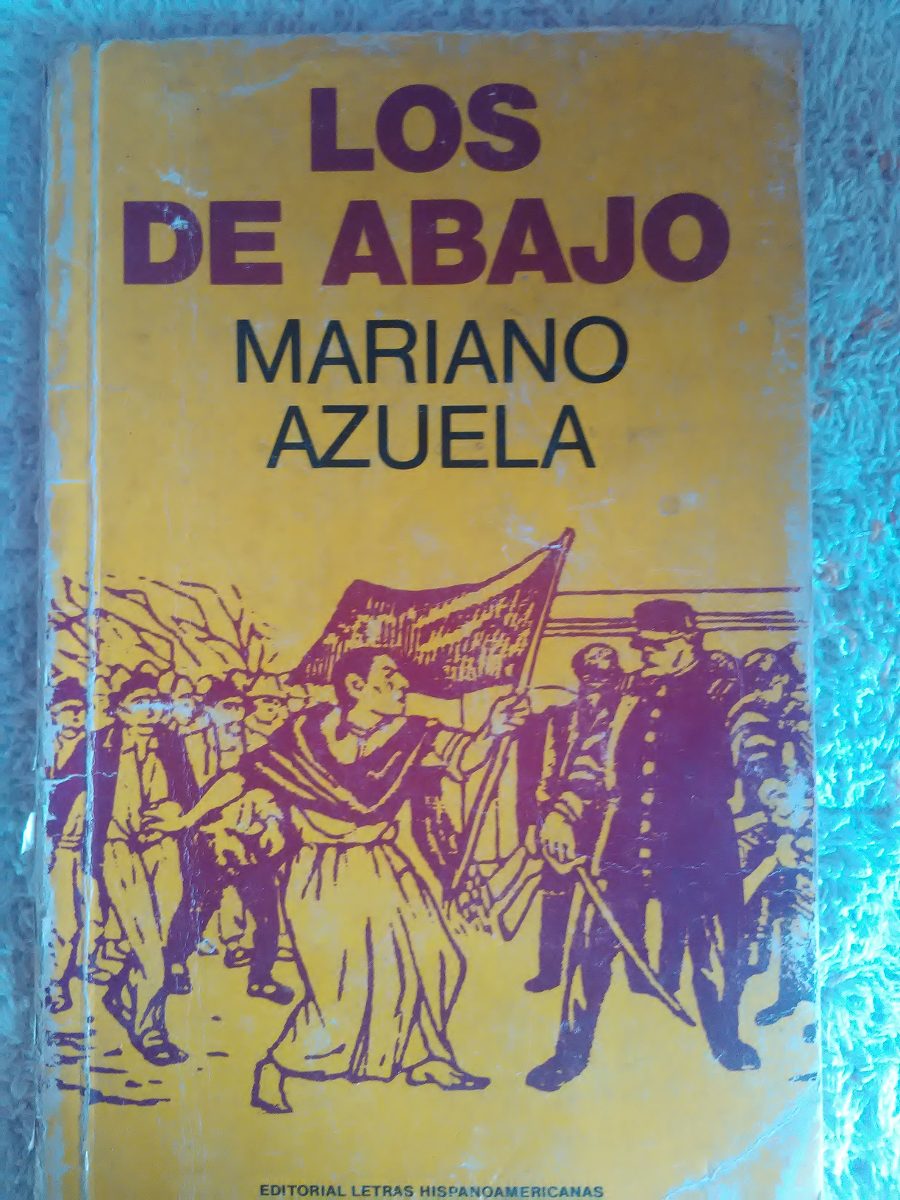 LOS
DE ABAJO
MARIANO
AZUELA
EDITORIAL LETRAS HISPANOAMERICANAS